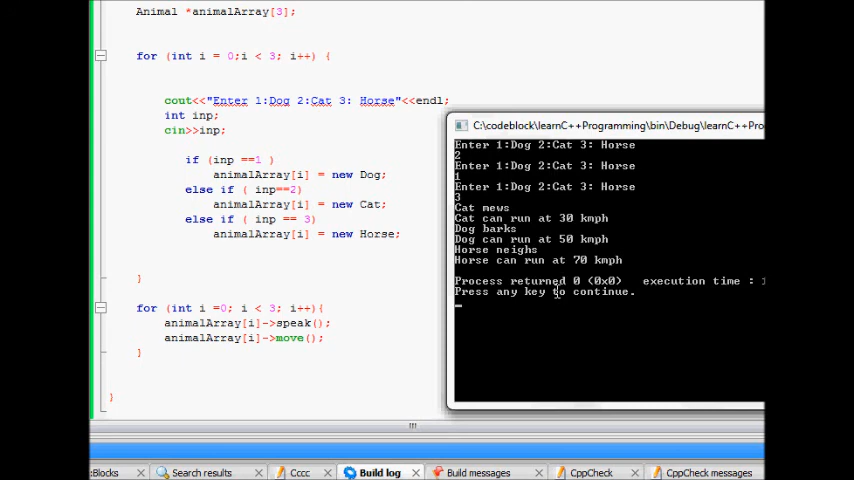 Animal *animalArray[3];
for (int i = 0;i < 3; i++) {
cout<<"Enter 1:Dog 2:Cat 3: Horse"<<endl;
int inp;
cin>>inp;
if (inp ==1 )
animalArray[i] = new Dog;
else if ( inp==2)
animalArray[i] = new Cat;
else if ( inp == 3)
animalArray[i] = new Horse;
}
for (int i =0; i < 3; i++){
animalArray[i]->speak();
animalArray[i]->move();
}
}
C:\codeblock\learnC++Programming\bin\Debug\learnC++Pro
Enter 1:Dog 2:Cat 3: Horse
2
Enter 1:Dog 2:Cat 3: Horse
1
Enter 1:Dog 2:Cat 3: Horse
3
Cat mews
Cat can run at 30 kmph
Dog barks
Dog can run at 50 kmph
Horse neighs
Horse can run at 70 kmph
Process returned 0 (0x0) execution time : 1
Press any key to continue.
::Blocks Search results Cccc Build log Build messages CppCheck CppCheck messages